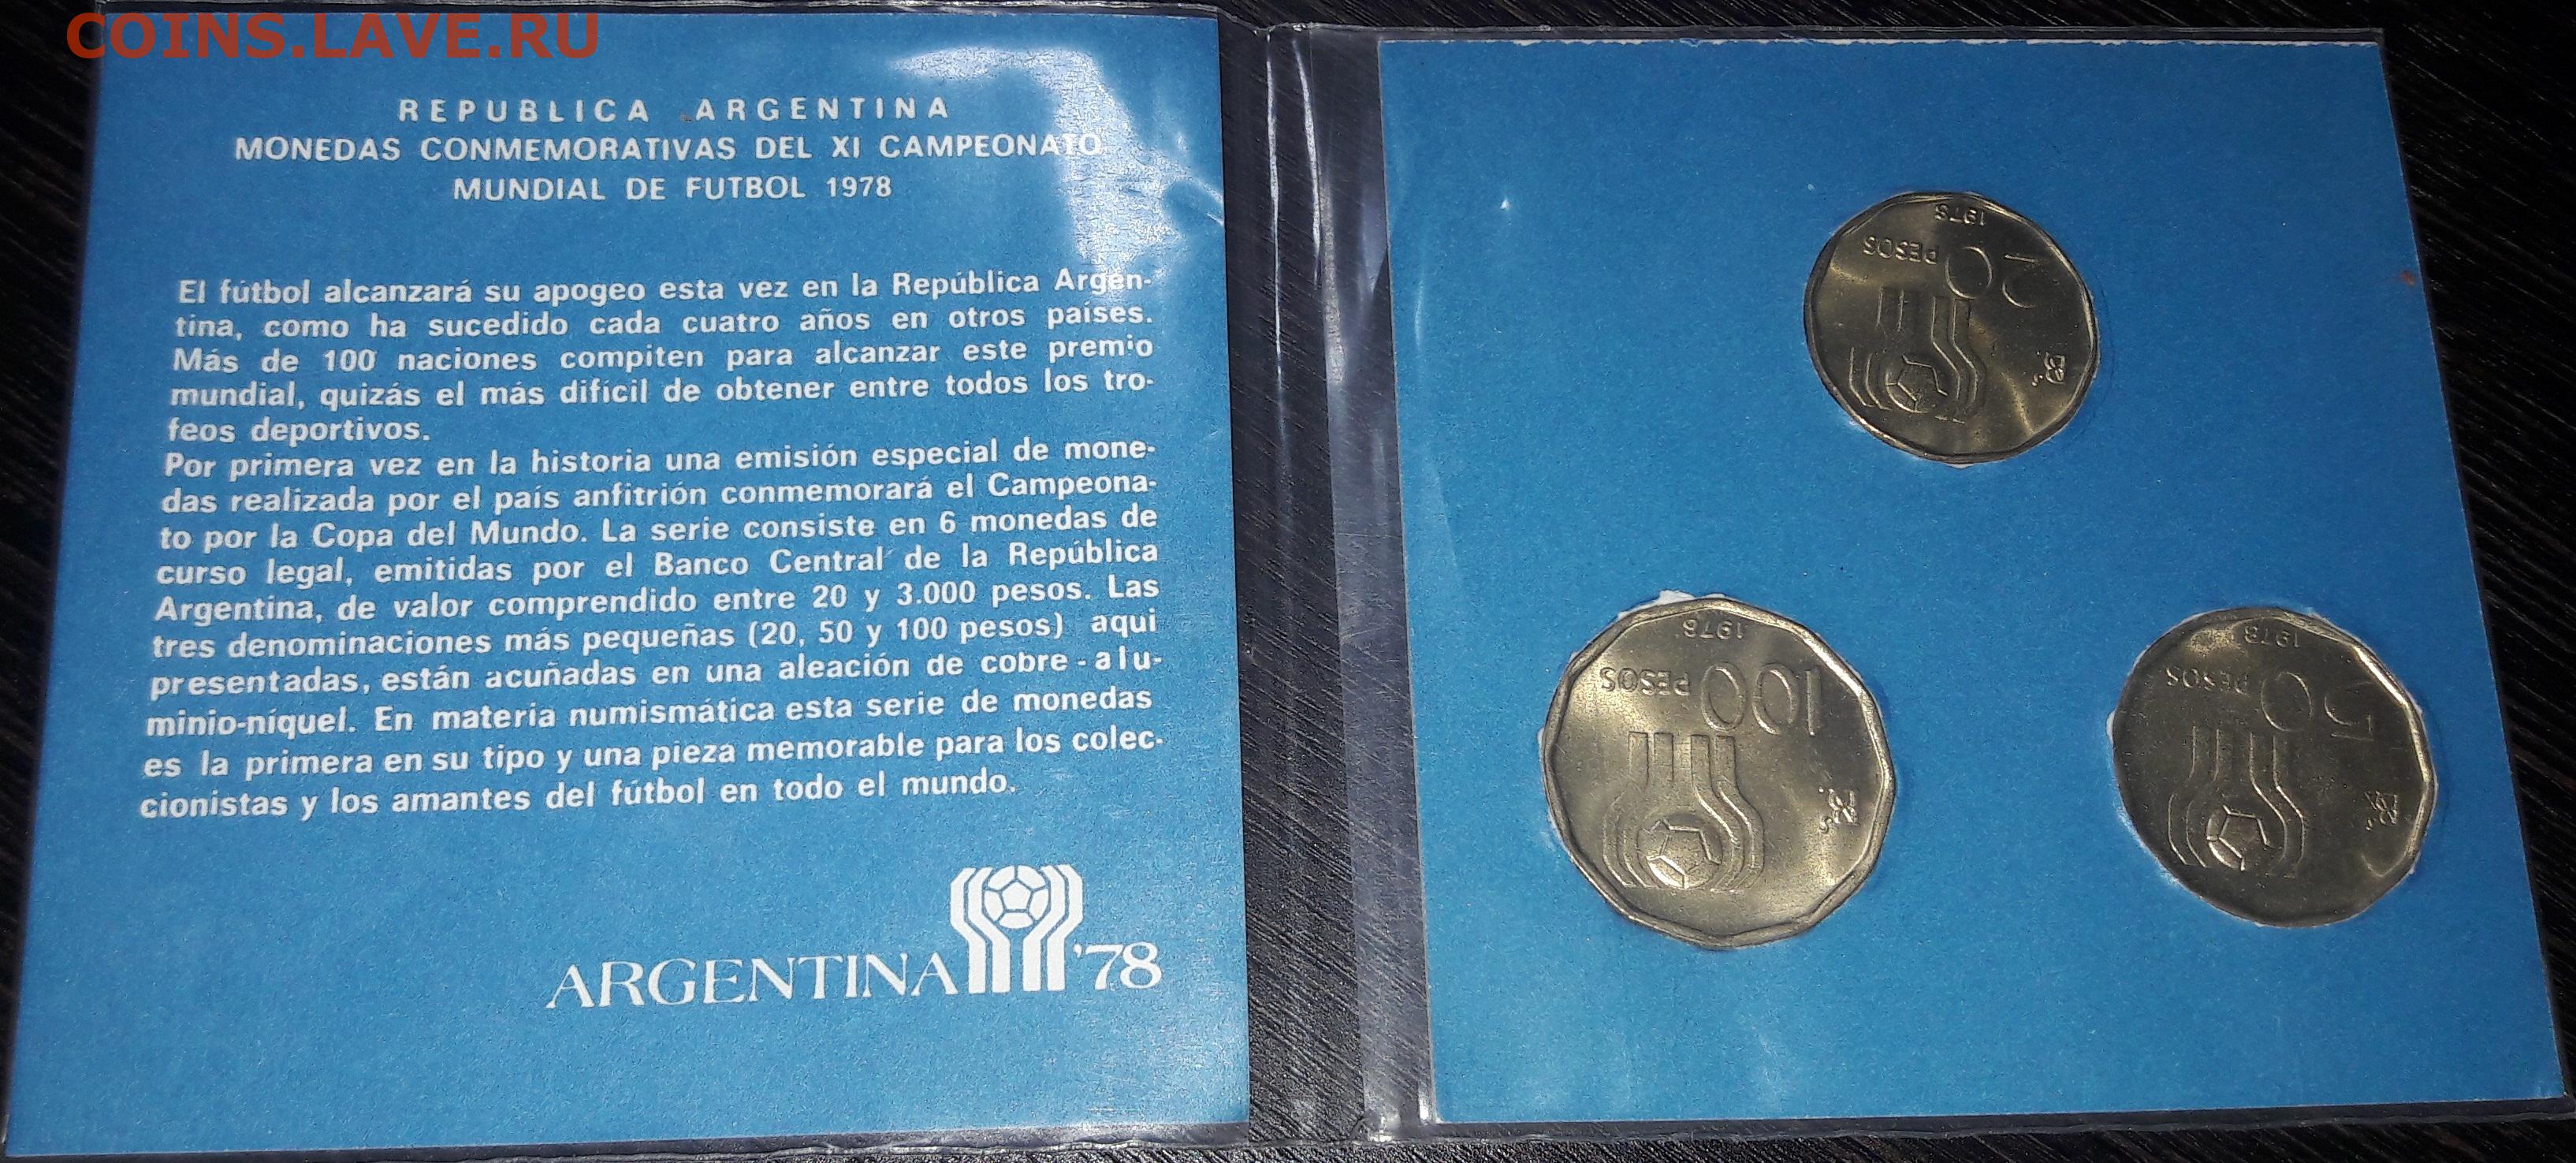 COINS.LAVE.RU
REPUBLICA ARGENTINA
MONEDAS CONMEMORATIVAS DEL XI CAMPEONATO
MUNDIAL DE FUTBOL 1978
El fútbol alcanzará su apogeo esta vez en la República Argen-
tina, como ha sucedido cada cuatro años en otros países.
Más de 100 naciones compiten para alcanzar este premio
mundial, quizás el más difícil de obtener entre todos los tro-
feos deportivos.
Por primera vez en la historia una emisión especial de mone-
das realizada por el país anfitrión conmemorará el Campeona-
to por la Copa del Mundo. La serie consiste en 6 monedas de
curso legal, emitidas por el Banco Central de la República
Argentina, de valor comprendido entre 20 y 3.000 pesos. Las
tres denominaciones más pequeñas (20, 50 y 100 pesos) aqui
presentadas, están acuñadas en una aleación de cobre-alu-
minio-níquel. En materia numismática esta serie de monedas
es la primera en su tipo y una pieza memorable para los colec-
cionistas y los amantes del fútbol en todo el mundo.
ARGENTINA '78
1978
20 PESOS
1978
100 PESOS
1978
50 PESOS